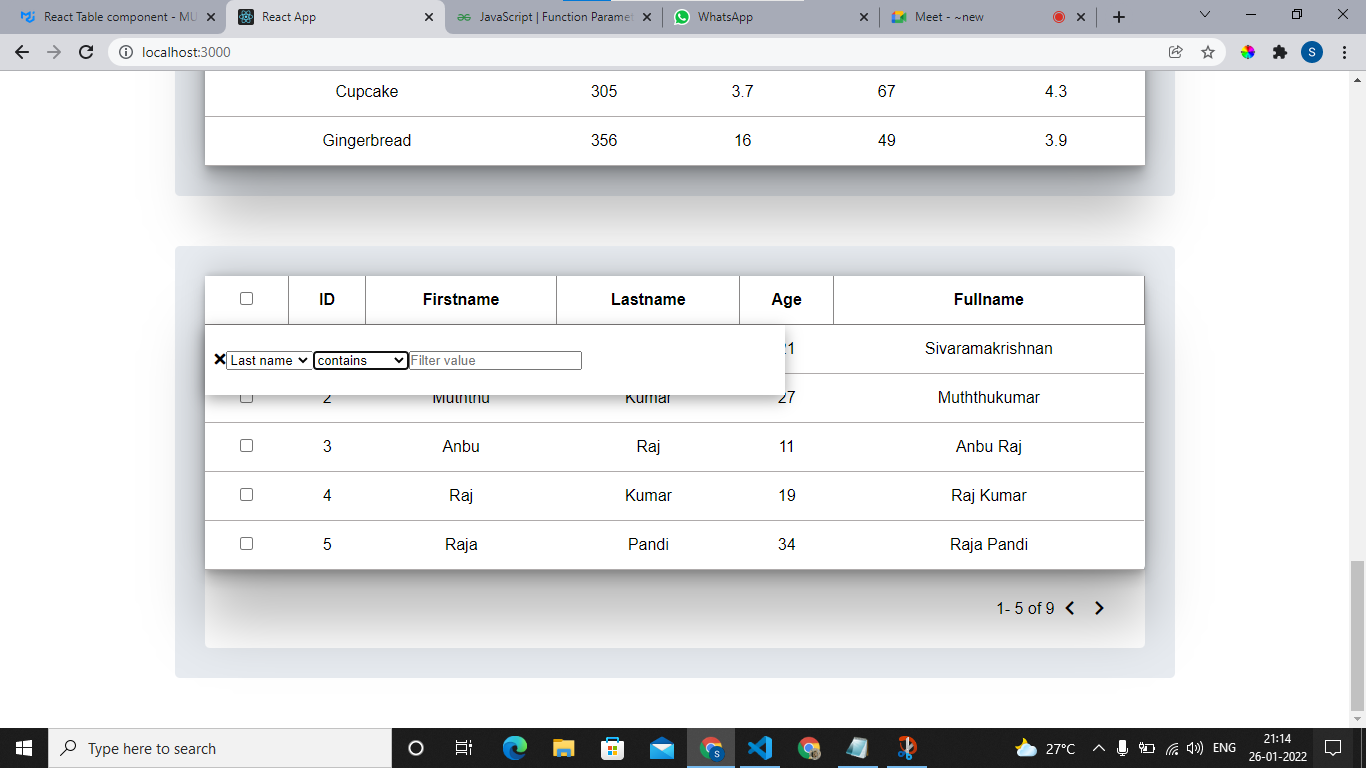 React Table component - MU
React App
JavaScript | Function Paramet
WhatsApp
Meet - ~new
localhost:3000
S
Cupcake 305 3.7 67 4.3
Gingerbread 356 16 49 3.9
ID Firstname Lastname Age Fullname
21 Sivaramakrishnan
Last name contains Filter value
2 Muththu Kumar 27 Muththukumar
3 Anbu Raj 11 Anbu Raj
4 Raj Kumar 19 Raj Kumar
5 Raja Pandi 34 Raja Pandi
1- 5 of 9
Type here to search
S
27°C
ENG
21:14
26-01-2022